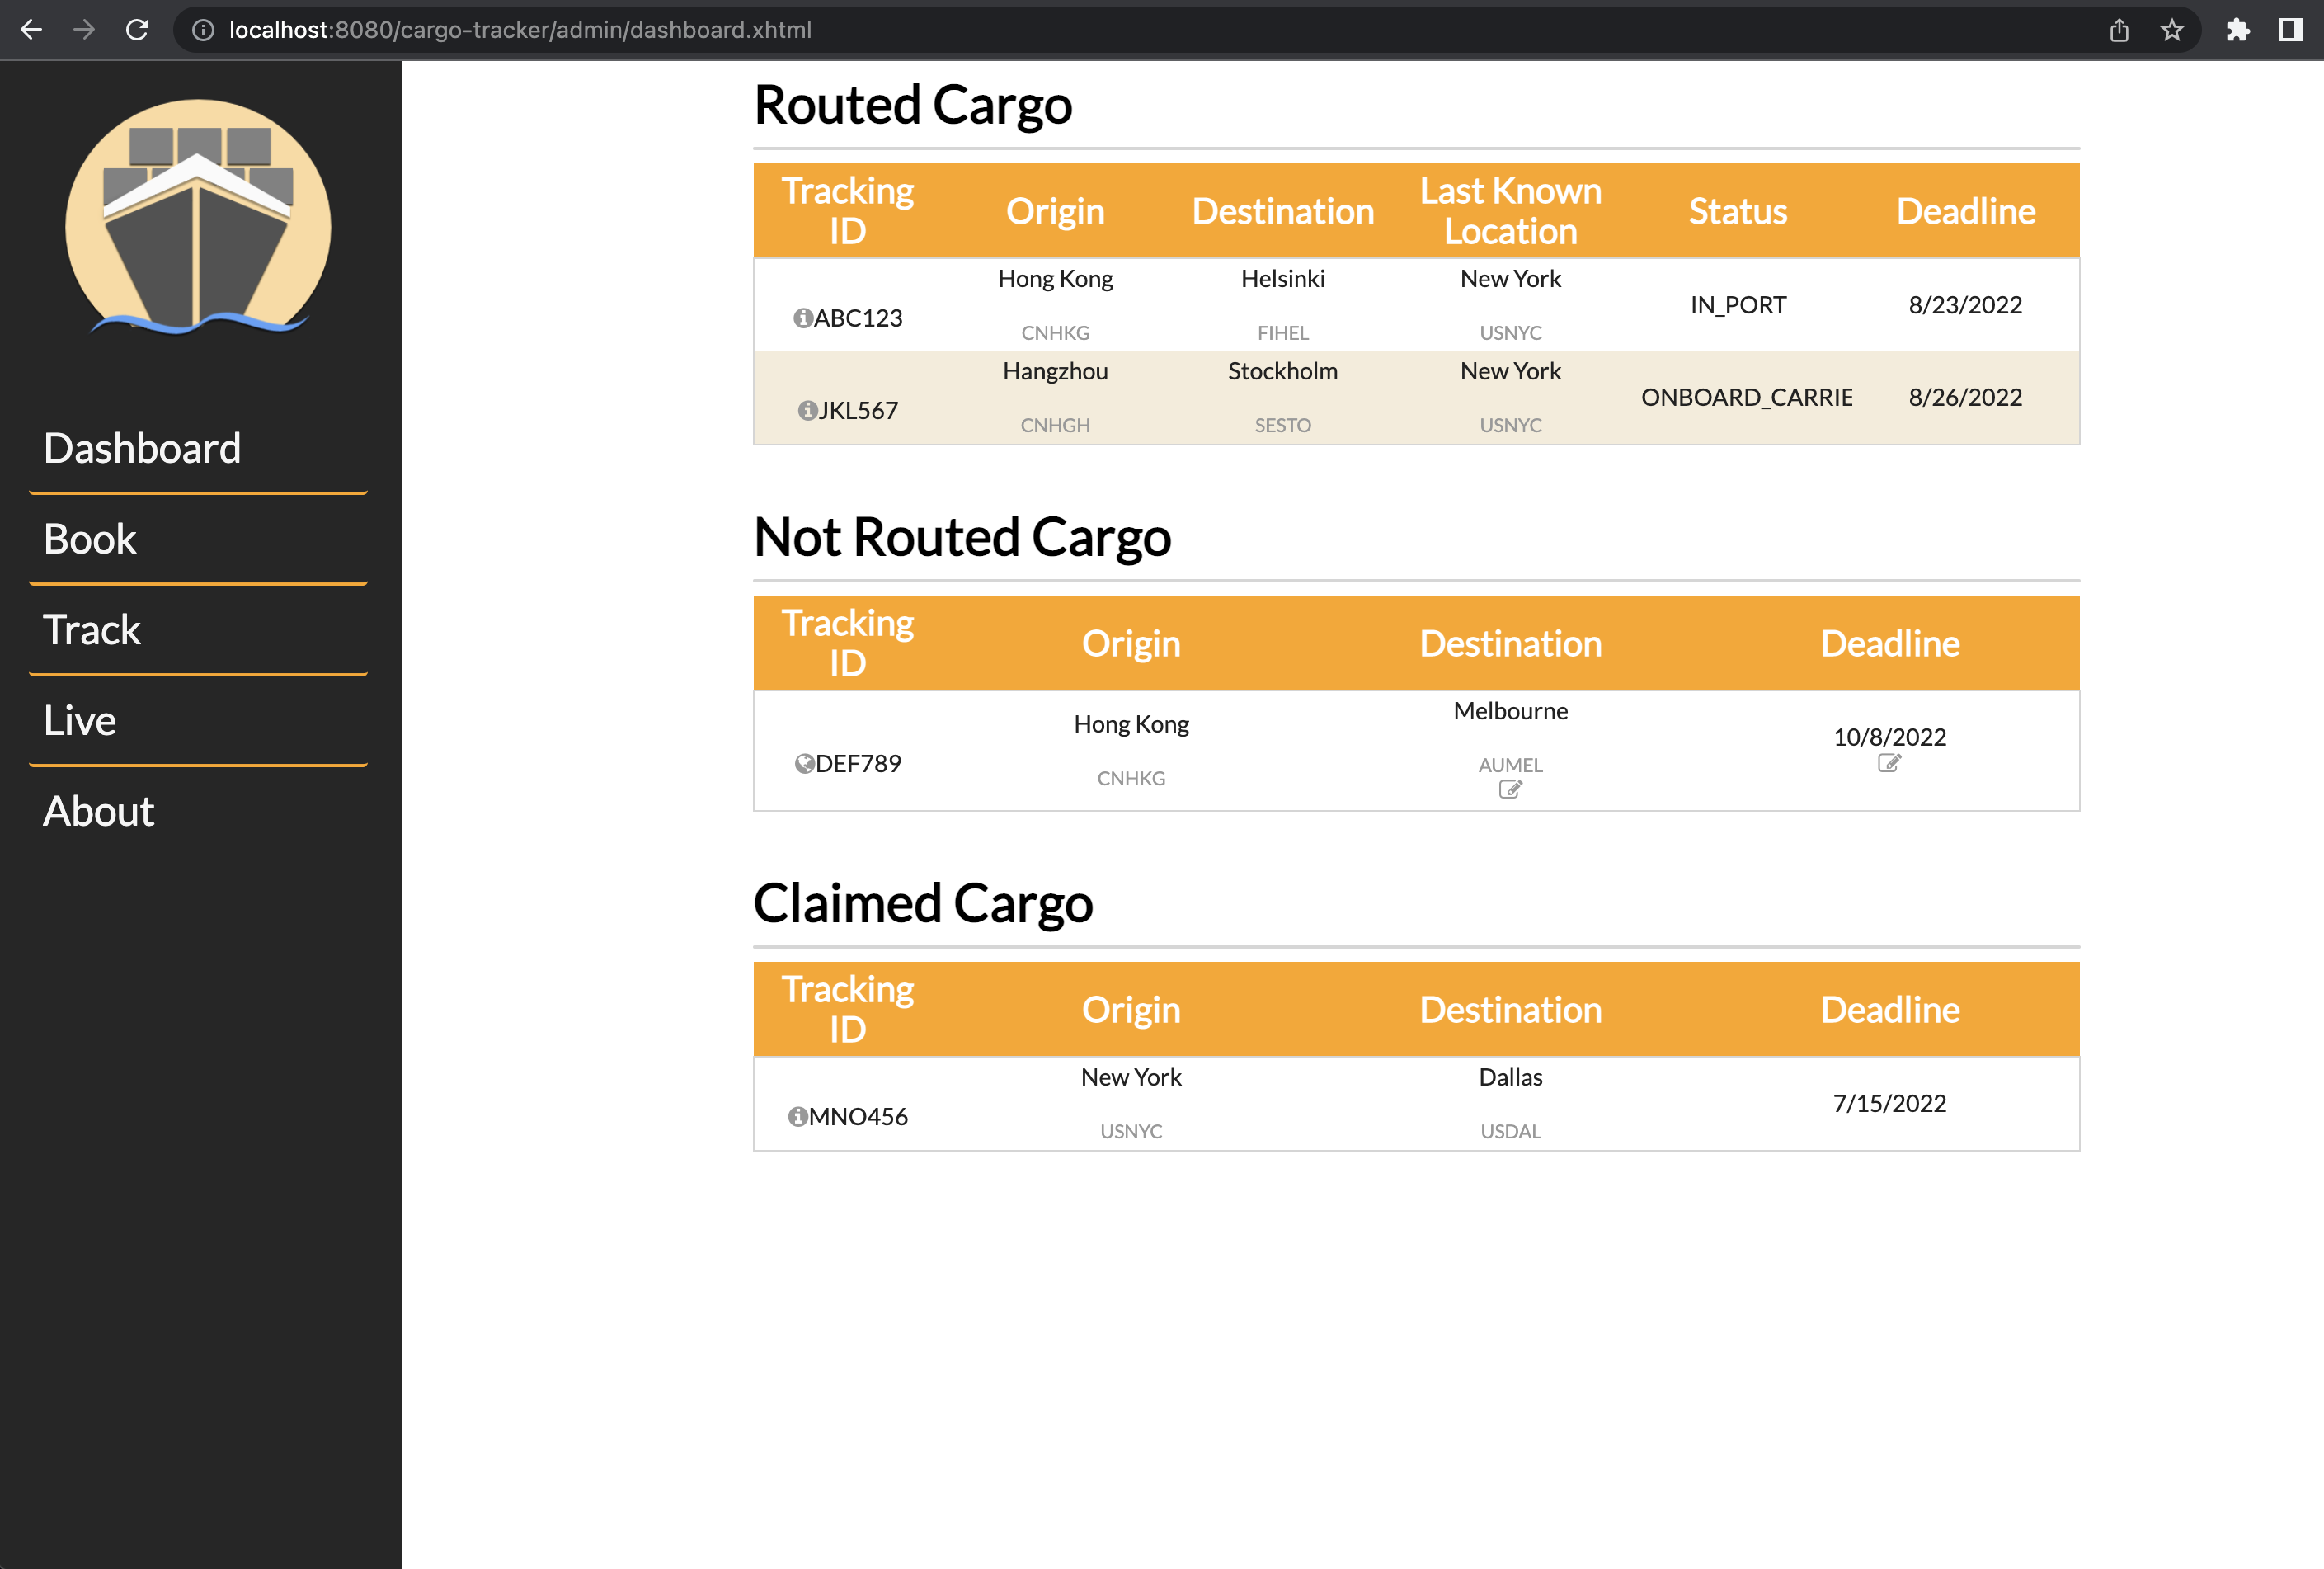 localhost:8080/cargo-tracker/admin/dashboard.xhtml
Dashboard
Book
Track
Live
About
Routed Cargo
Tracking ID Origin Destination Last Known Location Status Deadline
ABC123 Hong Kong CNHKG Helsinki FIHEL New York USNYC IN_PORT 8/23/2022
JKL567 Hangzhou CNHGH Stockholm SESTO New York USNYC ONBOARD_CARRIE 8/26/2022
Not Routed Cargo
Tracking ID Origin Destination Deadline
DEF789 Hong Kong CNHKG Melbourne AUMEL 10/8/2022
Claimed Cargo
Tracking ID Origin Destination Deadline
MNO456 New York USNYC Dallas USDAL 7/15/2022